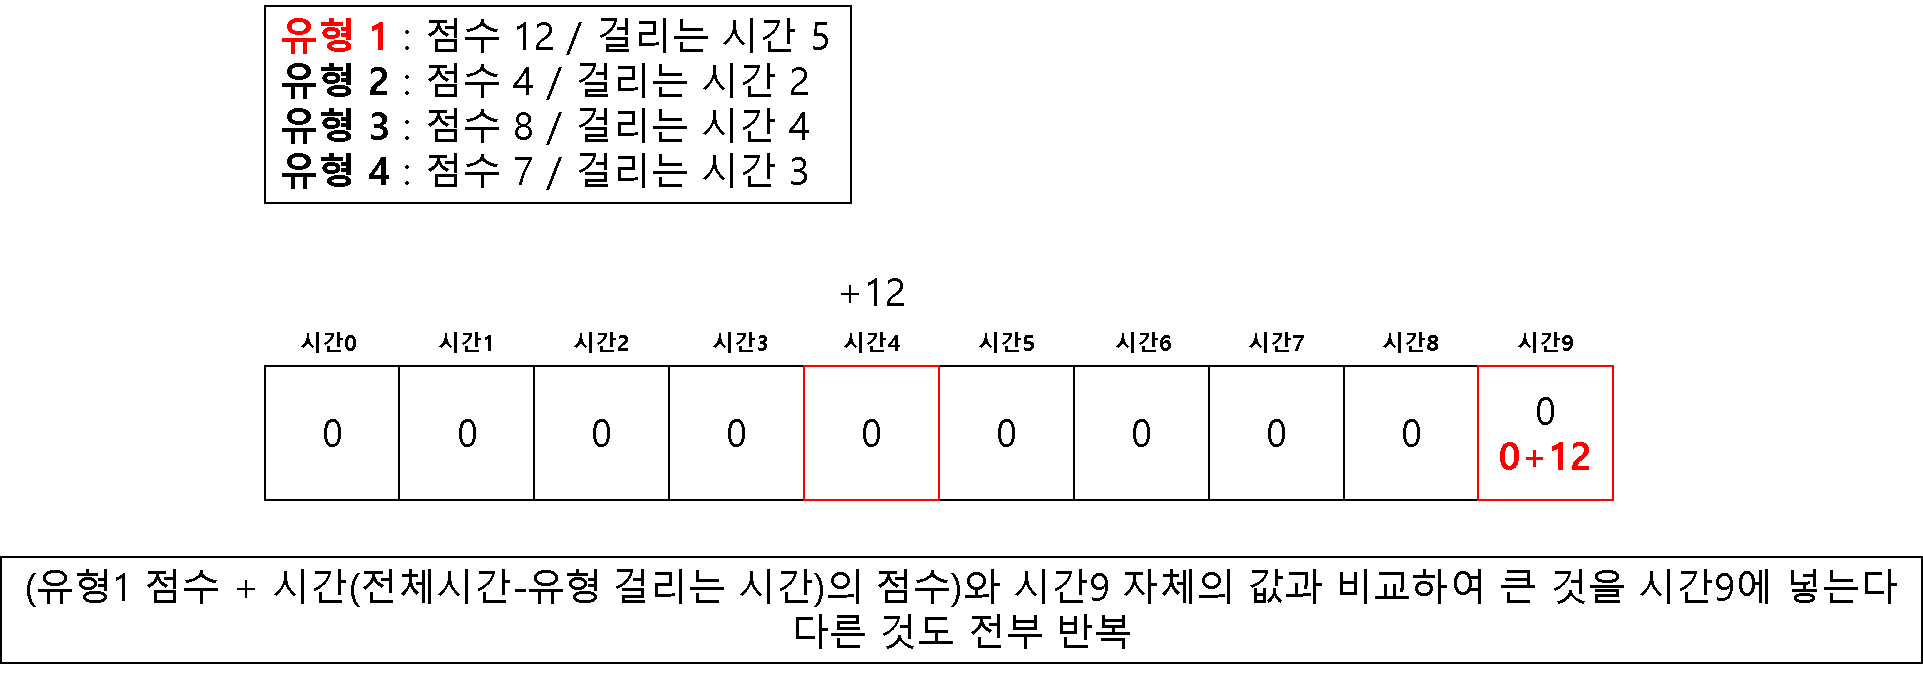 유형 1 : 점수 12 / 걸리는 시간 5
유형 2 : 점수 4 / 걸리는 시간 2
유형 3 : 점수 8 / 걸리는 시간 4
유형 4 : 점수 7 / 걸리는 시간 3
+12
시간0 시간1 시간2 시간3 시간4 시간5 시간6 시간7 시간8 시간9
0 0 0 0 0 0 0 0 0 0
0+12
(유형1 점수 + 시간(전체시간-유형 걸리는 시간)의 점수)와 시간9 자체의 값과 비교하여 큰 것을 시간9에 넣는다
다른 것도 전부 반복